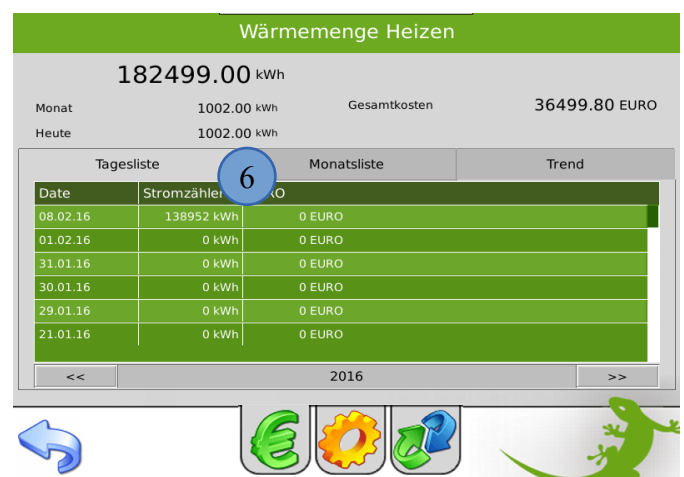 Wärmemenge Heizen
182499.00 kWh
Monat 1002.00 kWh Gesamtkosten 36499.80 EURO
Heute 1002.00 kWh
Tagesliste 6 Monatsliste Trend
Date Stromzähler
08.02.16 138952 kWh 0 EURO
01.02.16 0 kWh 0 EURO
31.01.16 0 kWh 0 EURO
30.01.16 0 kWh 0 EURO
29.01.16 0 kWh 0 EURO
21.01.16 0 kWh 0 EURO
<< 2016 >>
€